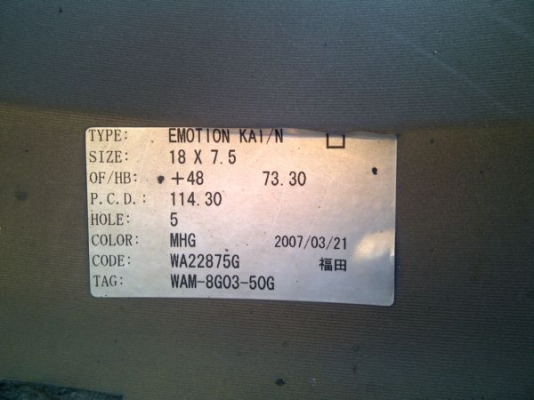 TYPE: EMOTION KAI/N
SIZE: 18 X 7.5
OF/HB: +48 73.30
P.C.D.: 114.30
HOLE: 5
COLOR: MHG 2007/03/21
CODE: WA22875G 福田
TAG: WAM-8G03-50G